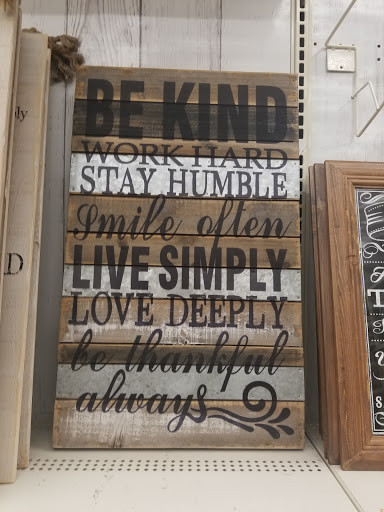 BE KIND
WORK HARD
STAY HUMBLE
Smile often
LIVE SIMPLY
LOVE DEEPLY
be thankful
always